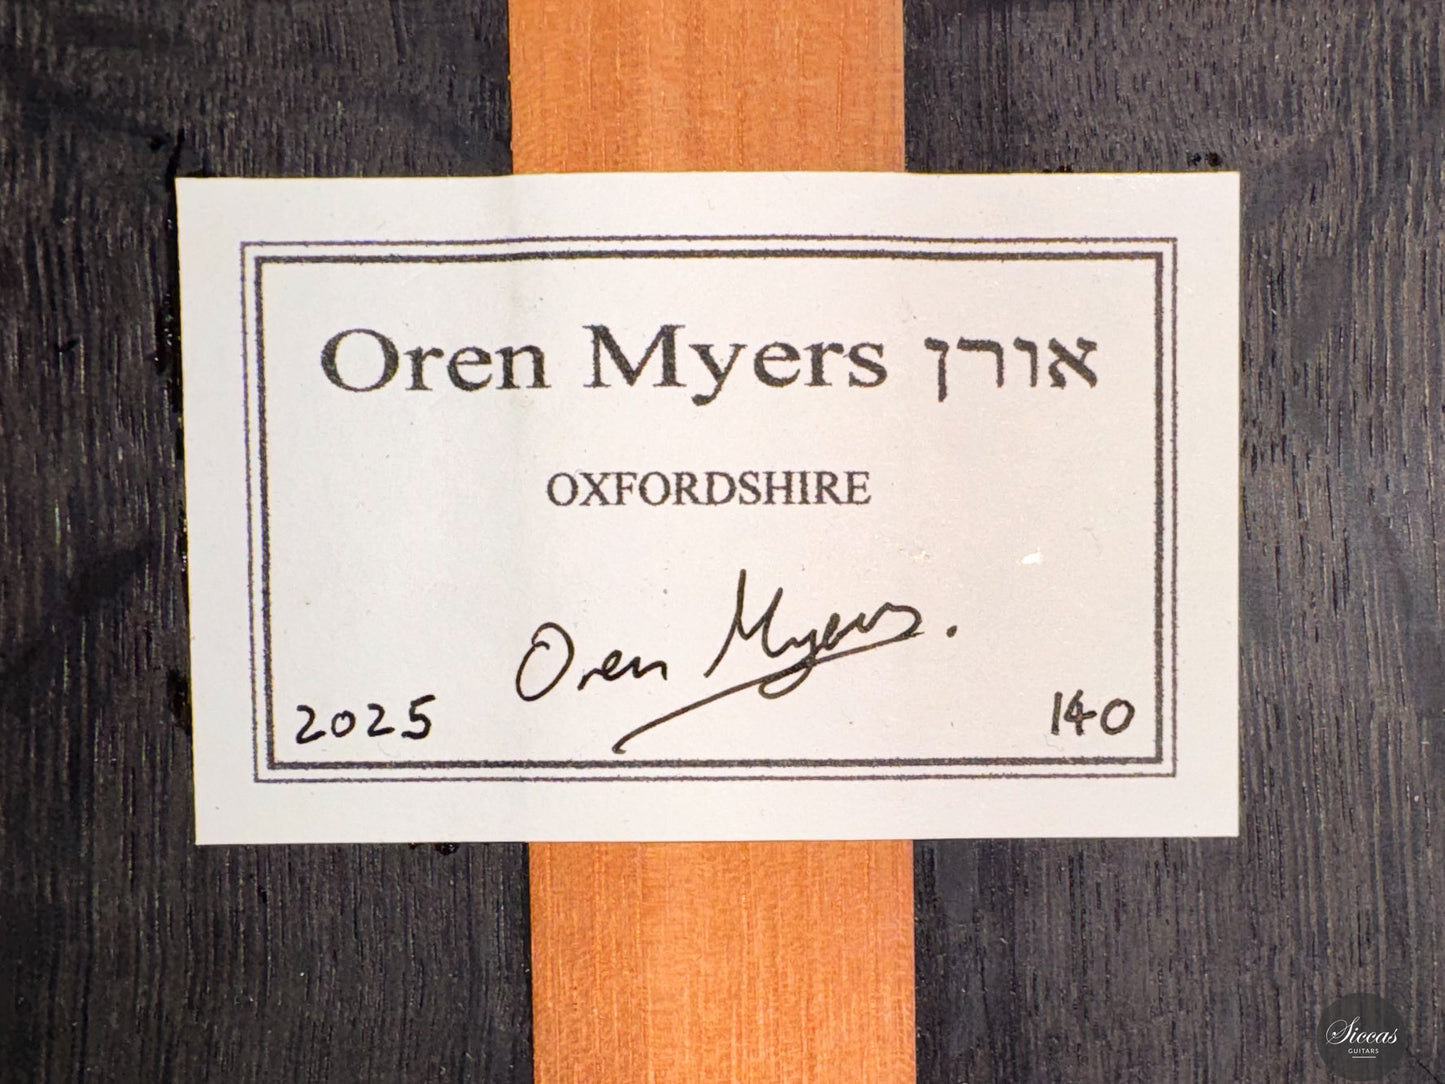 Oren Myers אורן
OXFORDSHIRE
Oren Myers.
2025
140
Siccas
GUITARS